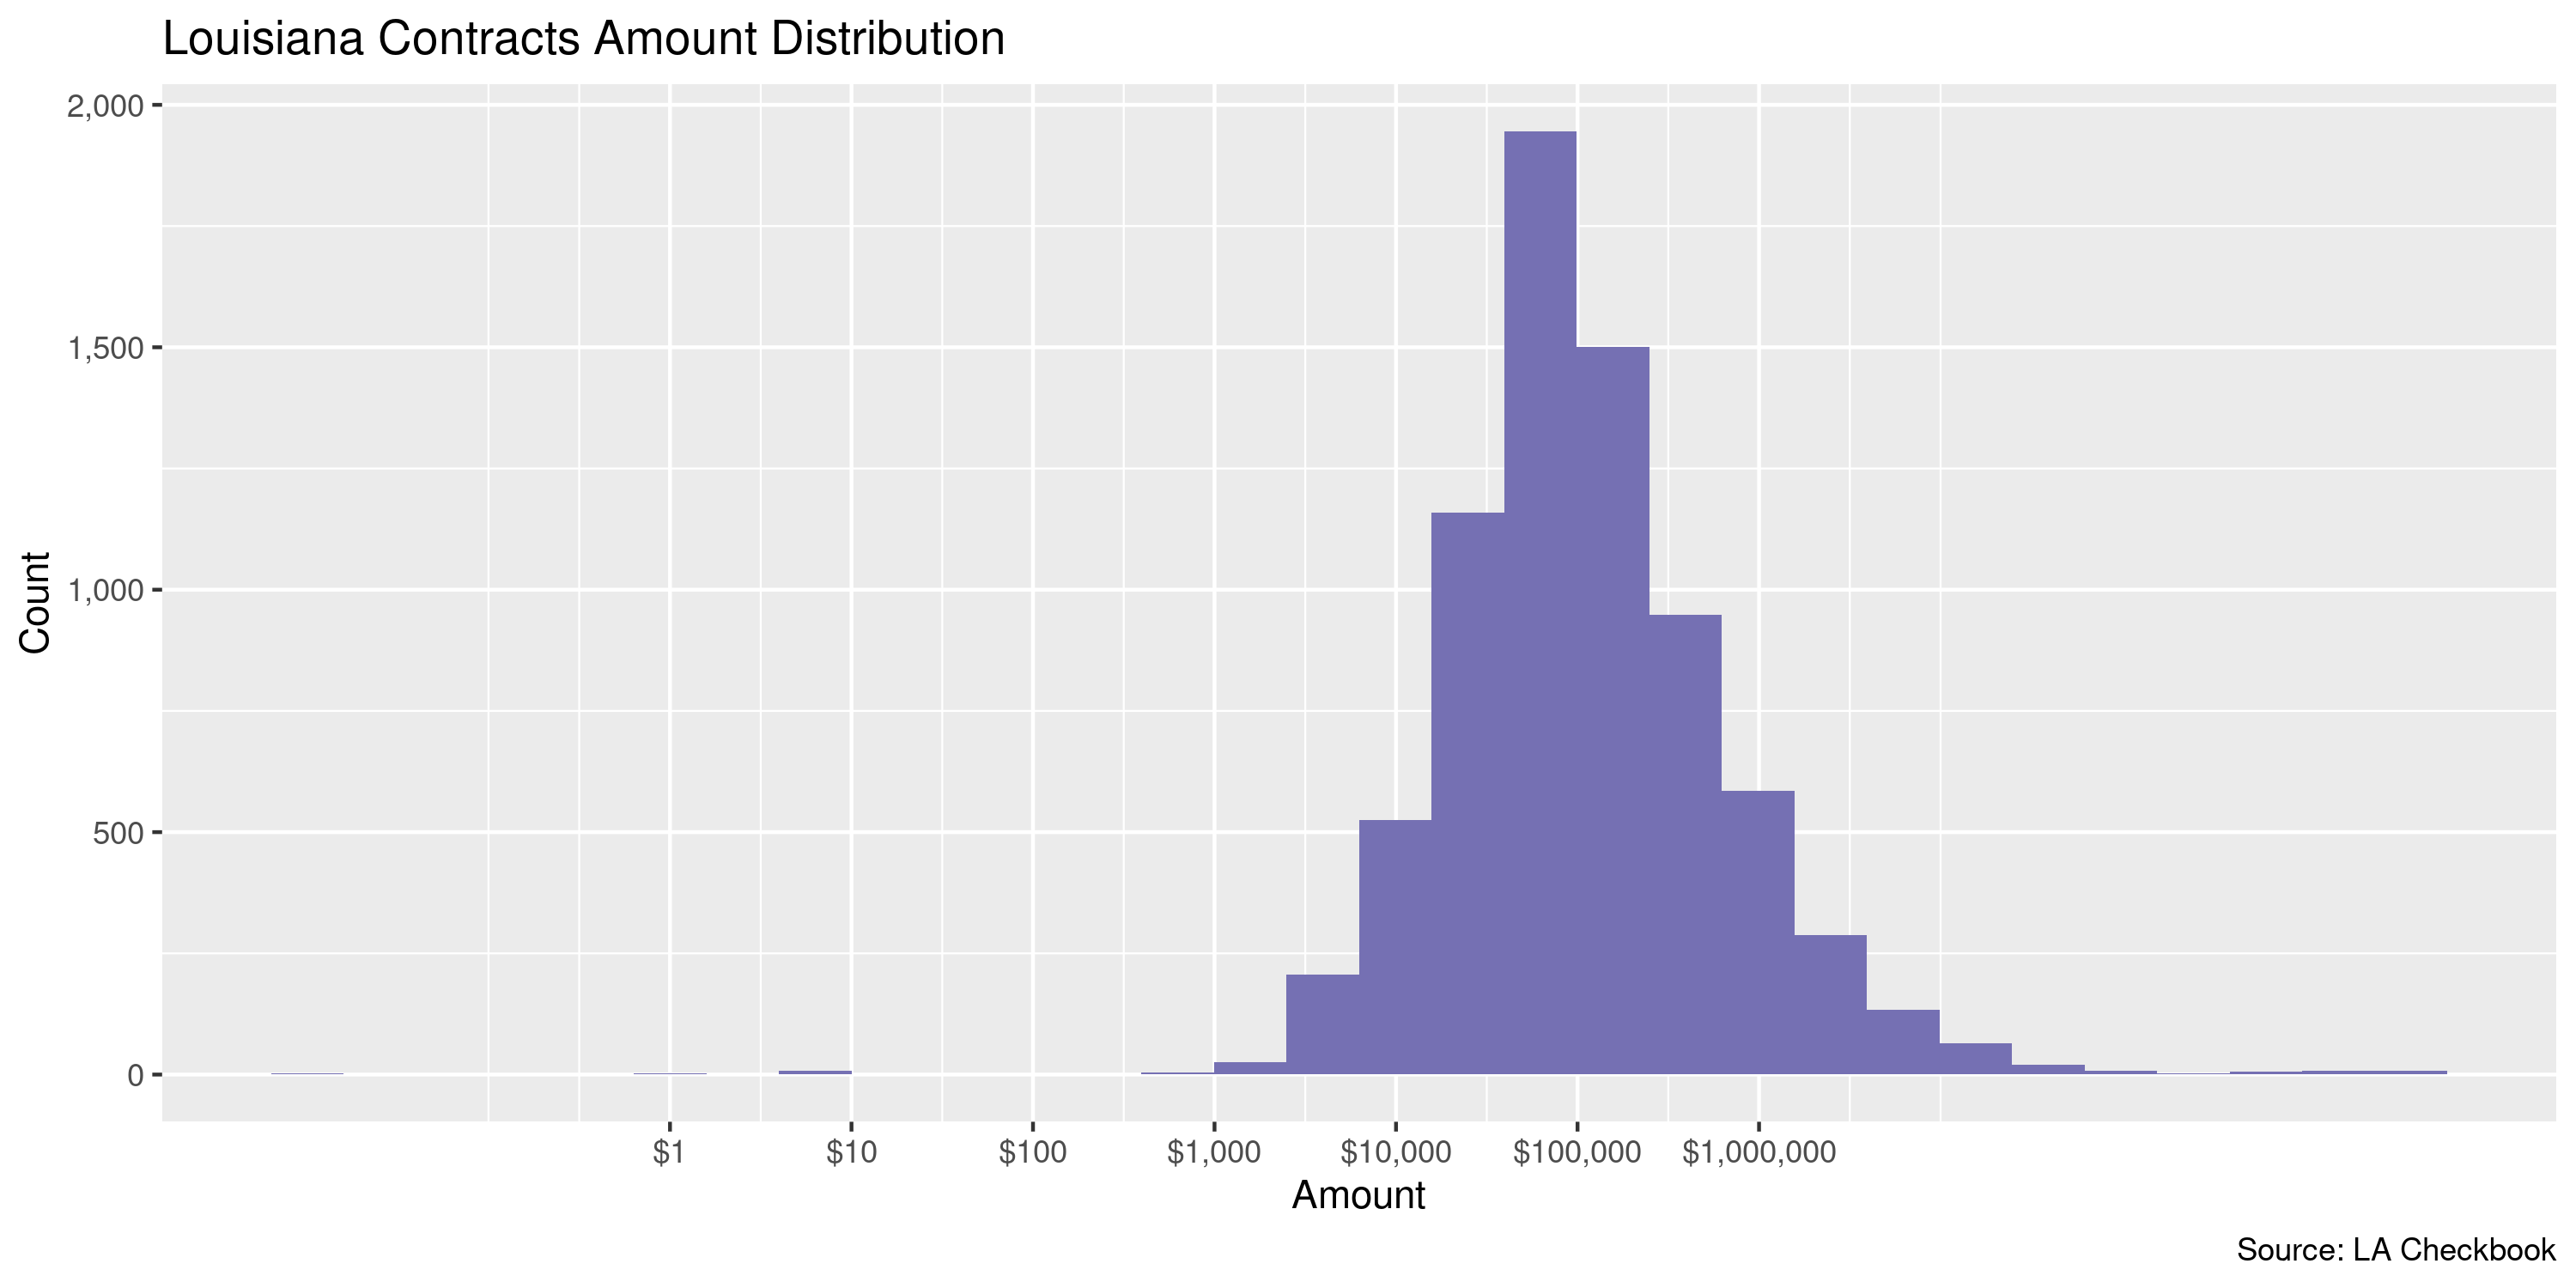 Louisiana Contracts Amount Distribution
2,000
1,500
1,000
500
0
Count
$1 $10 $100 $1,000 $10,000 $100,000 $1,000,000
Amount
Source: LA Checkbook